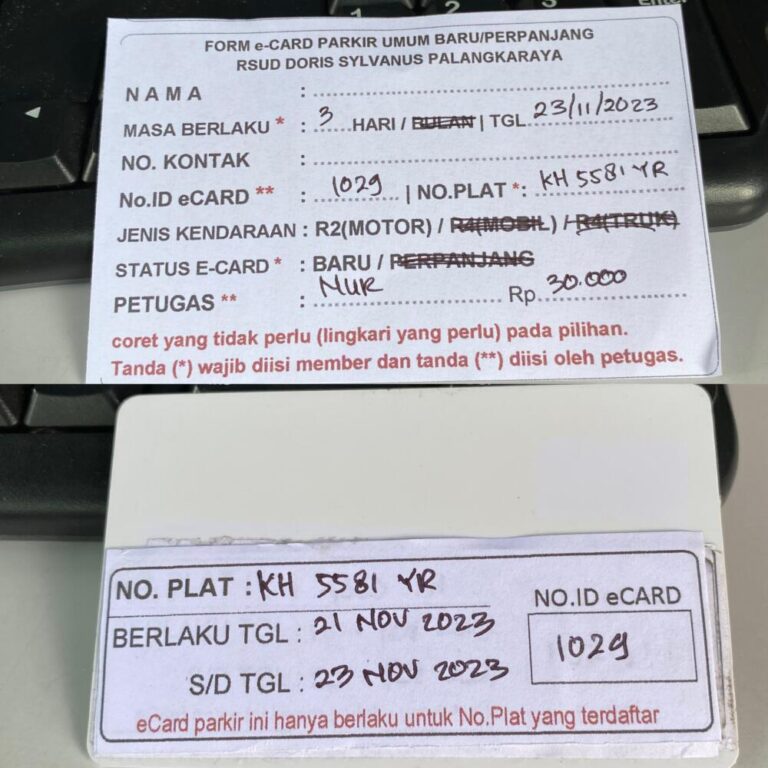 FORM e-CARD PARKIR UMUM BARU/PERPANJANG
RSUD DORIS SYLVANUS PALANGKARAYA
N A M A :
MASA BERLAKU * : 3 HARI / BULAN | TGL 23/11/2023
NO. KONTAK :
No.ID eCARD ** : 1029 | NO.PLAT *: KH 5581 YR
JENIS KENDARAAN : R2(MOTOR) / R4(MOBIL) / R4(TRUK)
STATUS E-CARD * : BARU / PERPANJANG
PETUGAS ** : NUR Rp. 30.000
coret yang tidak perlu (lingkari yang perlu) pada pilihan.
Tanda (*) wajib diisi member dan tanda (**) diisi oleh petugas.
NO. PLAT : KH 5581 YR
NO.ID eCARD
BERLAKU TGL : 21 NOV 2023
1029
S/D TGL : 23 NOV 2023
eCard parkir ini hanya berlaku untuk No.Plat yang terdaftar